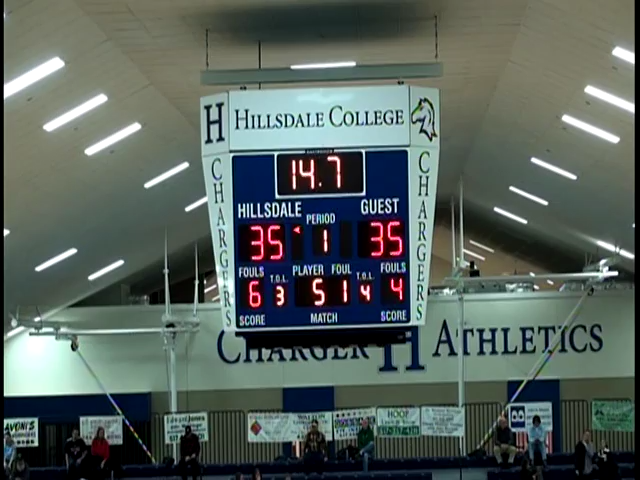 H HILLSDALE COLLEGE
CHARGERS
14.7
CHARGERS
HILLSDALE GUEST
PERIOD
35 1 35
FOULS PLAYER FOUL FOULS
T.O.L. T.O.L.
6 3 51 4 4
SCORE MATCH SCORE
CHARGER H ATHLETICS
HOOP